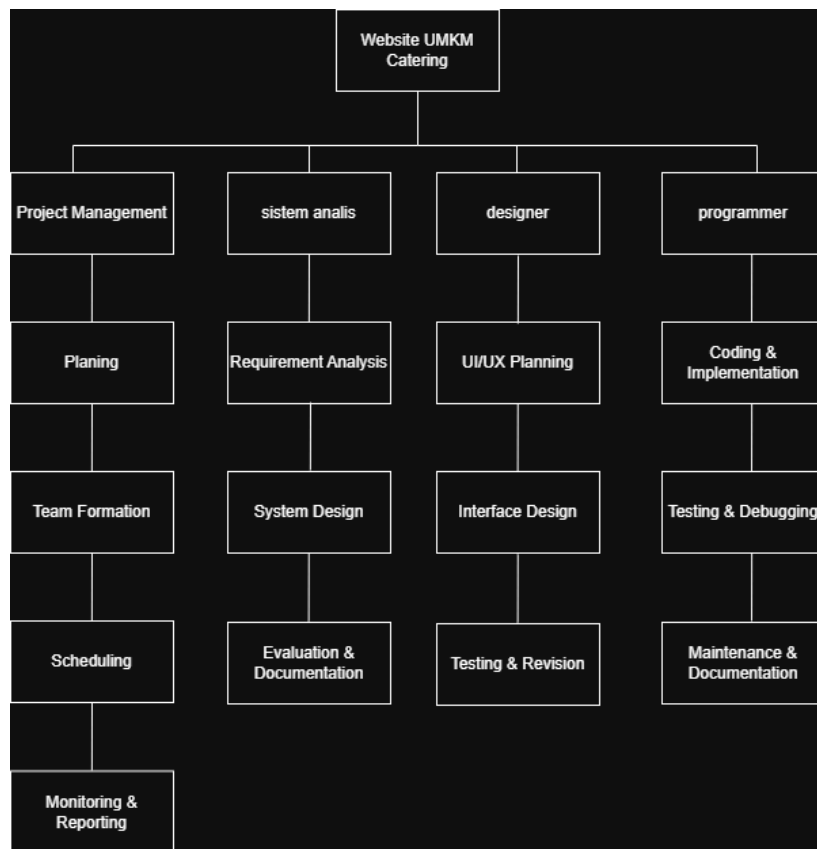 Website UMKM
Catering
Project Management
sistem analis
designer
programmer
Planing
Requirement Analysis
UI/UX Planning
Coding &
Implementation
Team Formation
System Design
Interface Design
Testing & Debugging
Scheduling
Evaluation &
Documentation
Testing & Revision
Maintenance &
Documentation
Monitoring &
Reporting